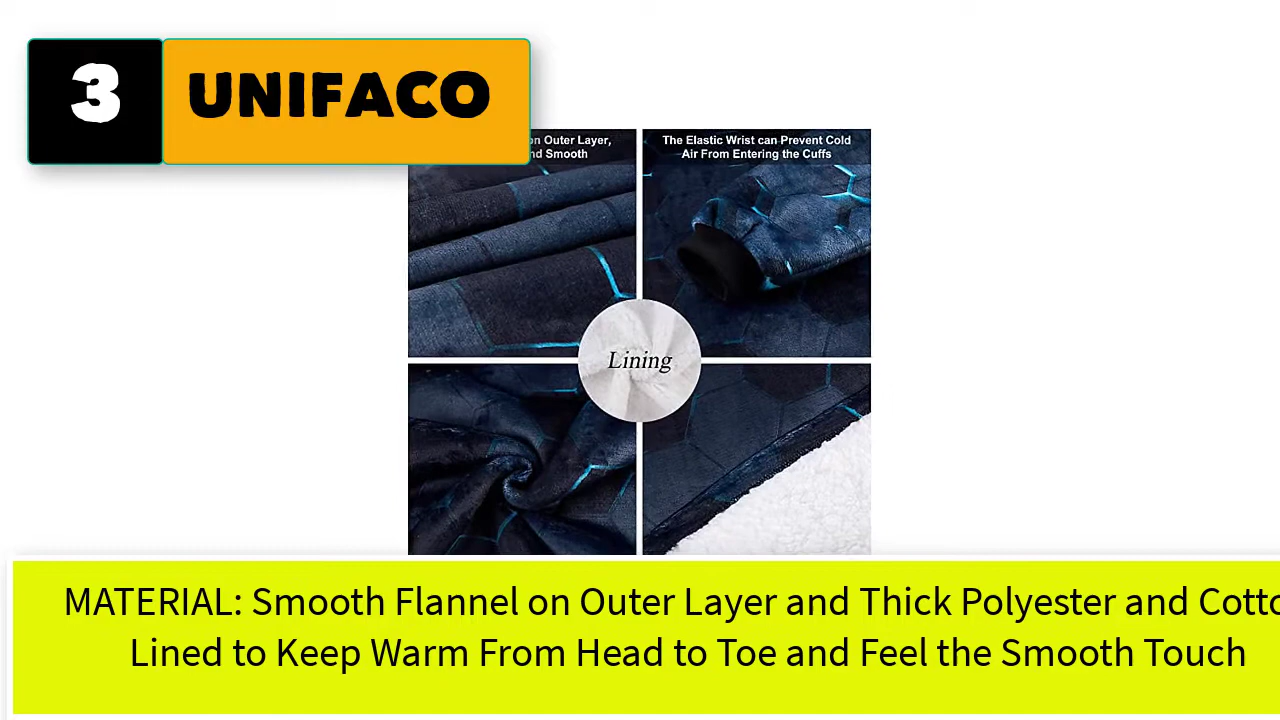 3 UNIFACO
on Outer Layer,
nd Smooth
The Elastic Wrist can Prevent Cold
Air From Entering the Cuffs
Lining
MATERIAL: Smooth Flannel on Outer Layer and Thick Polyester and Cotto
Lined to Keep Warm From Head to Toe and Feel the Smooth Touch